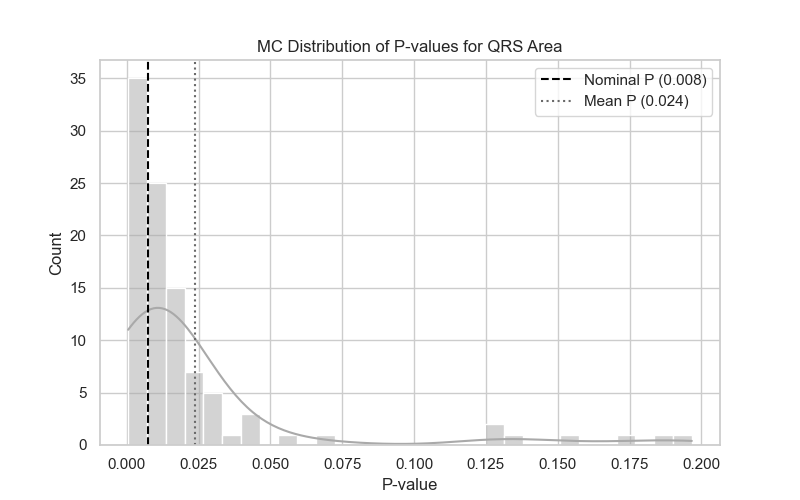 MC Distribution of P-values for QRS Area
Nominal P (0.008)
Mean P (0.024)
Count
35
30
25
20
15
10
5
0
0.000 0.025 0.050 0.075 0.100 0.125 0.150 0.175 0.200
P-value